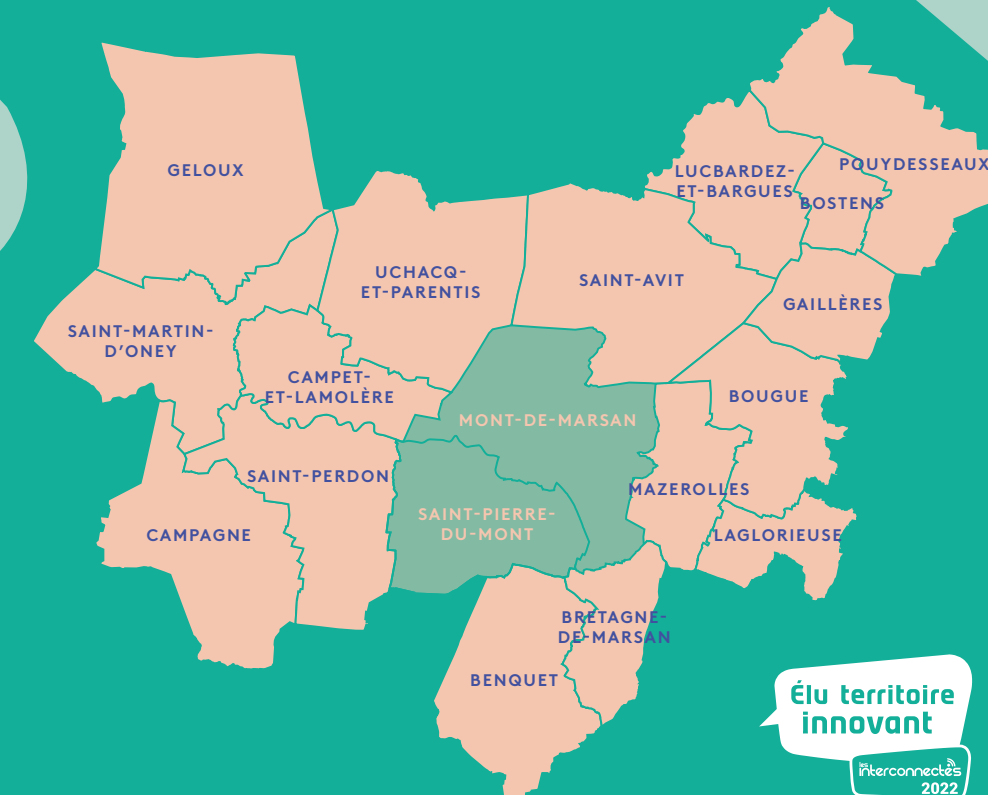 GELOUX
POUYDESSEAUX
LUCBARDEZ-
ET-BARGUES
BOSTENS
UCHACQ-
ET-PARENTIS
SAINT-AVIT
GAILLÈRES
SAINT-MARTIN-
D'ONEY
CAMPET-
ET-LAMOLÈRE
BOUGUE
MONT-DE-MARSAN
SAINT-PERDON
MAZEROLLES
SAINT-PIERRE-
DU-MONT
CAMPAGNE
LAGLORIEUSE
BRETAGNE-
DE-MARSAN
BENQUET
Élu territoire
innovant
les
interconnectés
2022